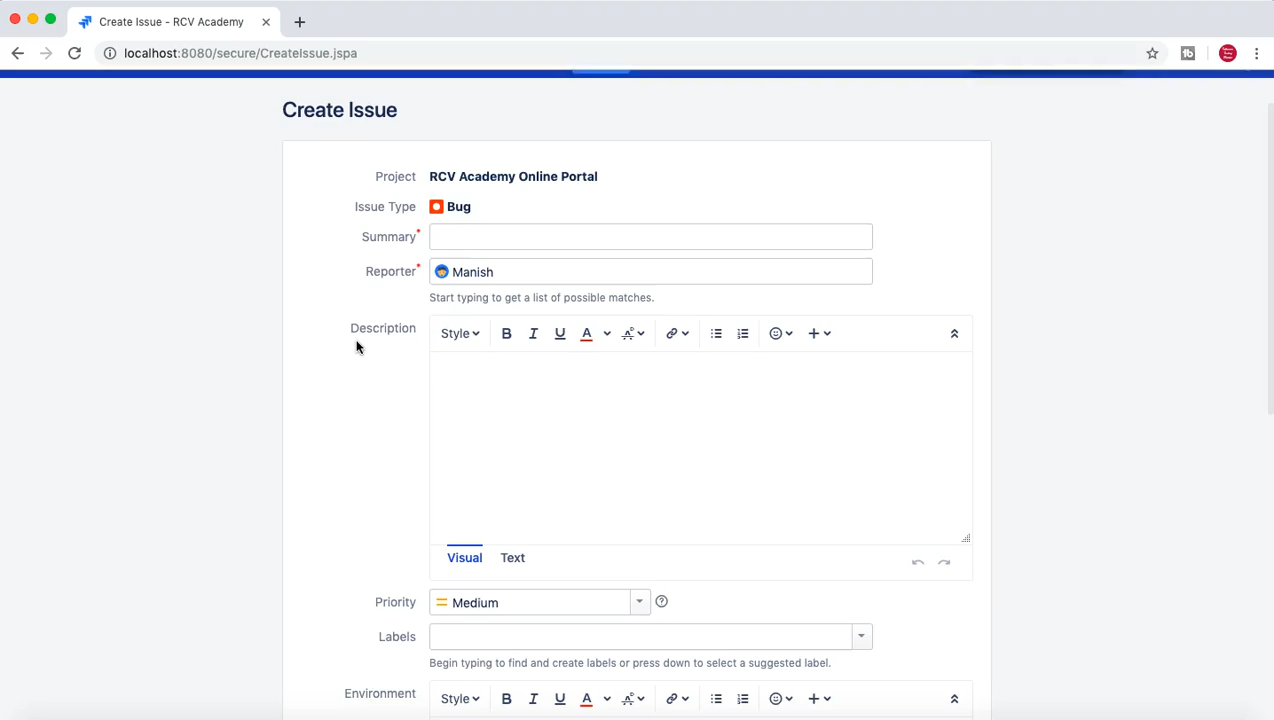 Create Issue - RCV Academy
localhost:8080/secure/CreateIssue.jspa
Create Issue
Project RCV Academy Online Portal
Issue Type Bug
Summary*
Reporter* Manish
Start typing to get a list of possible matches.
Description Style B I U A
Visual Text
Priority Medium
Labels
Begin typing to find and create labels or press down to select a suggested label.
Environment Style B I U A